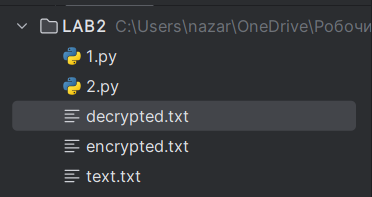 LAB2 C:\Users\nazar\OneDrive\Робочи
1.py
2.py
decrypted.txt
encrypted.txt
text.txt